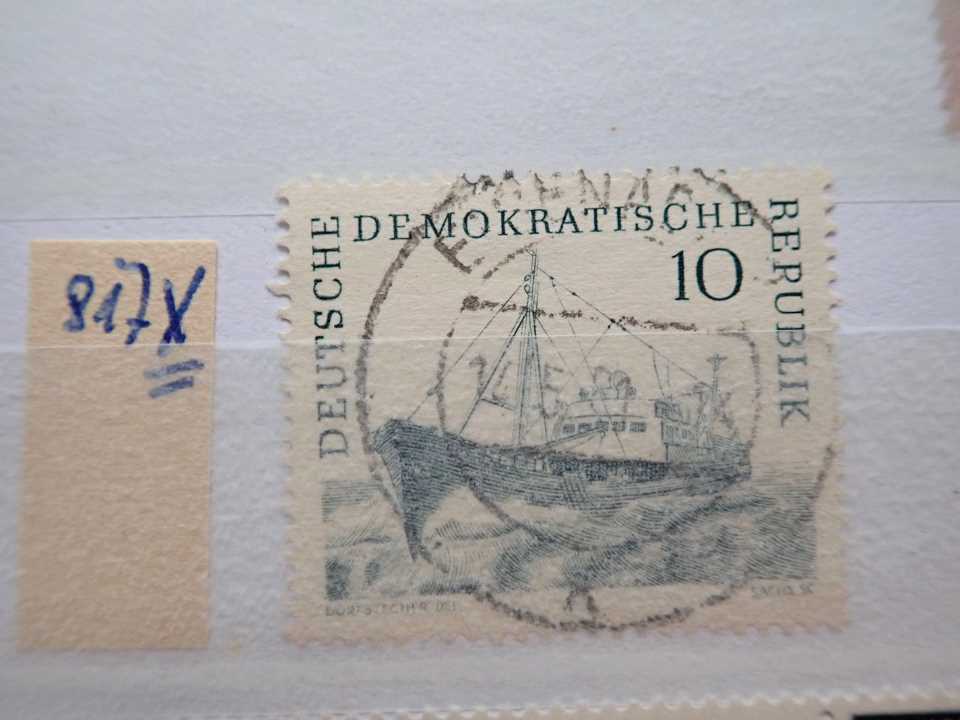 817X
DEUTSCHE
DEMOKRATISCHE
REPUBLIK
10